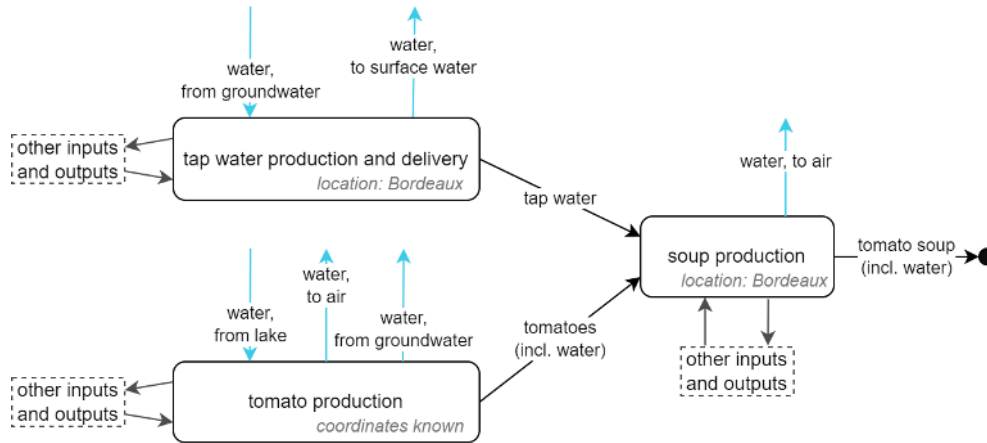 water,
from groundwater
water,
to surface water
other inputs
and outputs
tap water production and delivery
location: Bordeaux
water, to air
tap water
soup production
location: Bordeaux
tomato soup
(incl. water)
water,
from lake
water,
to air
water,
from groundwater
tomatoes
(incl. water)
other inputs
and outputs
other inputs
and outputs
tomato production
coordinates known